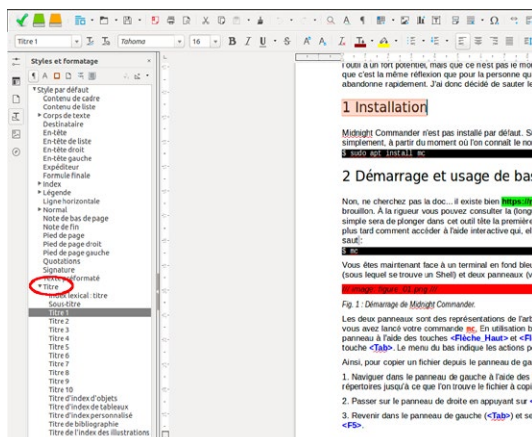 Titre 1
Tahoma
16
Styles et formatage
Style par défaut
Contenu de cadre
Contenu de liste
Corps de texte
Destinataire
En-tête
En-tête de liste
En-tête droit
En-tête gauche
Expéditeur
Formule finale
Index
Légende
Ligne horizontale
Normal
Note de bas de page
Note de fin
Pied de page
Pied de page droit
Pied de page gauche
Quotations
Signature
Texte préformaté
Titre
Index lexical : titre
Sous-titre
Titre 1
Titre 2
Titre 3
Titre 4
Titre 5
Titre 6
Titre 7
Titre 8
Titre 9
Titre 10
Titre d'index d'objets
Titre d'index de tableaux
Titre d'index personnalisé
Titre de bibliographie
Titre de l'index des illustrations
l'outil a un fort potentiel, mais que ce n'est pas le mo
que c'est la même réflexion que pour la personne qu
abandonne rapidement. J'ai donc décidé de sauter le
1 Installation
Midnight Commander n'est pas installé par défaut. Su
simplement, à partir du moment où l'on connaît le no
$ sudo apt install mc
2 Démarrage et usage de bas
Non, ne cherchez pas la doc... il existe bien https://
brouillon. À la rigueur vous pouvez consulter la (long
simple sera de plonger dans cet outil tête la première
plus tard comment accéder à l'aide interactive qui, el
saut :
$ mc
Vous êtes maintenant face à un terminal en fond bleu
(sous lequel se trouve un Shell) et deux panneaux (v
/// image: figure_01.png ///
Fig. 1 : Démarrage de Midnight Commander.
Les deux panneaux sont des représentations de l'arb
vous avez lancé votre commande mc. En utilisation b
panneau à l'aide des touches <Flèche_Haut> et <Fl
touche <Tab>. Le menu du bas indique les actions po
Ainsi, pour copier un fichier depuis le panneau de ga
1. Naviguer dans le panneau de gauche à l'aide des
répertoires jusqu'à ce que l'on trouve le fichier à copi
2. Passer sur le panneau de droite en appuyant sur <
3. Revenir dans le panneau de gauche (<Tab>) et sé
<F5>.